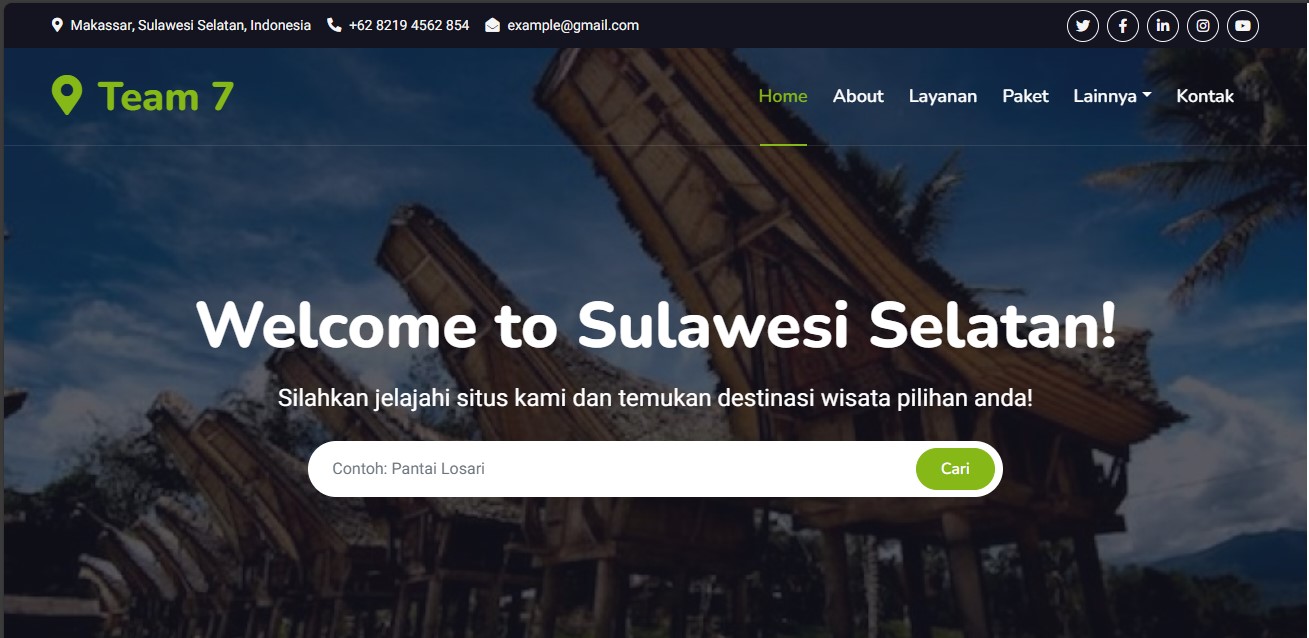 Makassar, Sulawesi Selatan, Indonesia +62 8219 4562 854 example@gmail.com
Team 7
Home About Layanan Paket Lainnya Kontak
Welcome to Sulawesi Selatan!
Silahkan jelajahi situs kami dan temukan destinasi wisata pilihan anda!
Contoh: Pantai Losari Cari